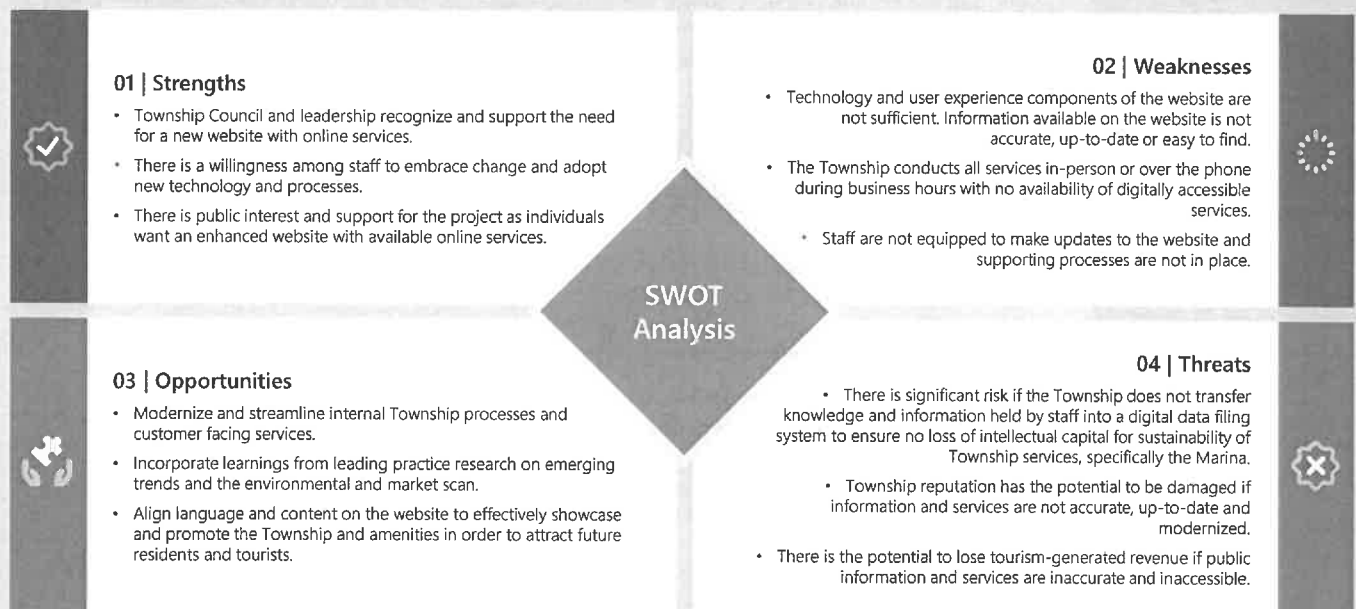 01 | Strengths
• Township Council and leadership recognize and support the need
for a new website with online services.
• There is a willingness among staff to embrace change and adopt
new technology and processes.
• There is public interest and support for the project as individuals
want an enhanced website with available online services.
02 | Weaknesses
• Technology and user experience components of the website are
not sufficient. Information available on the website is not
accurate, up-to-date or easy to find.
• The Township conducts all services in-person or over the phone
during business hours with no availability of digitally accessible
services.
• Staff are not equipped to make updates to the website and
supporting processes are not in place.
SWOT
Analysis
03 | Opportunities
• Modernize and streamline internal Township processes and
customer facing services.
• Incorporate learnings from leading practice research on emerging
trends and the environmental and market scan.
• Align language and content on the website to effectively showcase
and promote the Township and amenities in order to attract future
residents and tourists.
04 | Threats
• There is significant risk if the Township does not transfer
knowledge and information held by staff into a digital data filing
system to ensure no loss of intellectual capital for sustainability of
Township services, specifically the Marina.
• Township reputation has the potential to be damaged if
information and services are not accurate, up-to-date and
modernized.
• There is the potential to lose tourism-generated revenue if public
information and services are inaccurate and inaccessible.